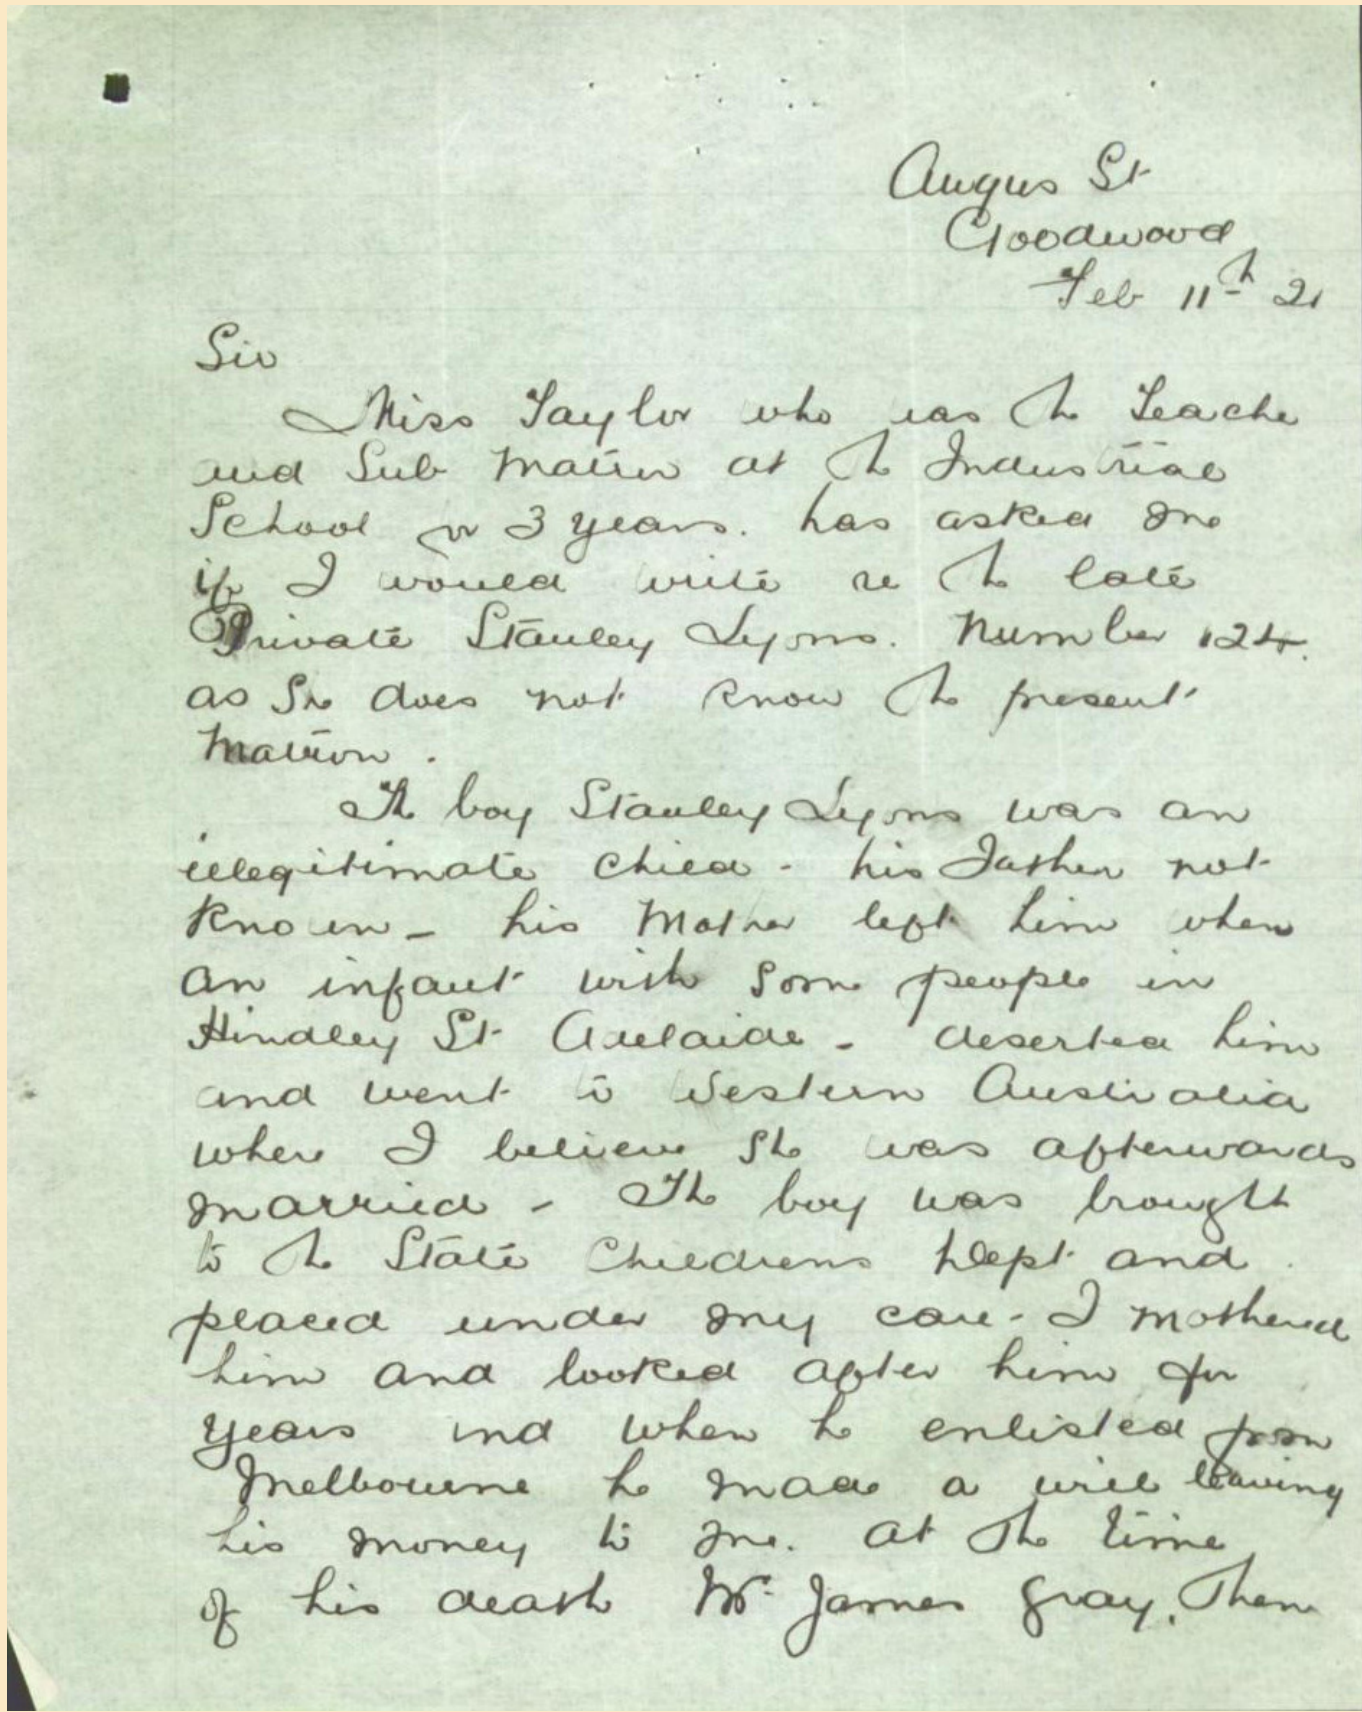 Angus St
Goodwood
Feb 11th 21
Sir
Miss Taylor who was the Teacher
and Sub Matron at the Industrial
School for 3 years. has asked me
if I would write re the late
Private Stanley Lyons. Number 124.
as She does not know the present
Matron.
The boy Stanley Lyons was an
illegitimate Child - his Father not
Known - his Mother left him when
an infant with some people in
Hindley St Adelaide - deserted him
and went to Western Australia
where I believe she was afterwards
married - The boy was brought
to the State Childrens Dept and
placed under my care - I mothered
him and looked after him for
years and when he enlisted from
Melbourne he made a will leaving
his money to me. At the time
of his death Mr James Gray, then